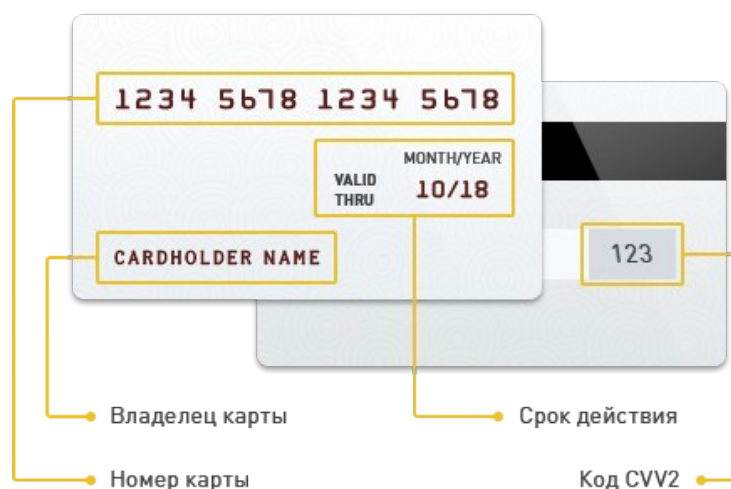 1234 5678 1234 5678
MONTH/YEAR
VALID THRU 10/18
CARDHOLDER NAME
123
Владелец карты
Срок действия
Номер карты
Код CVV2